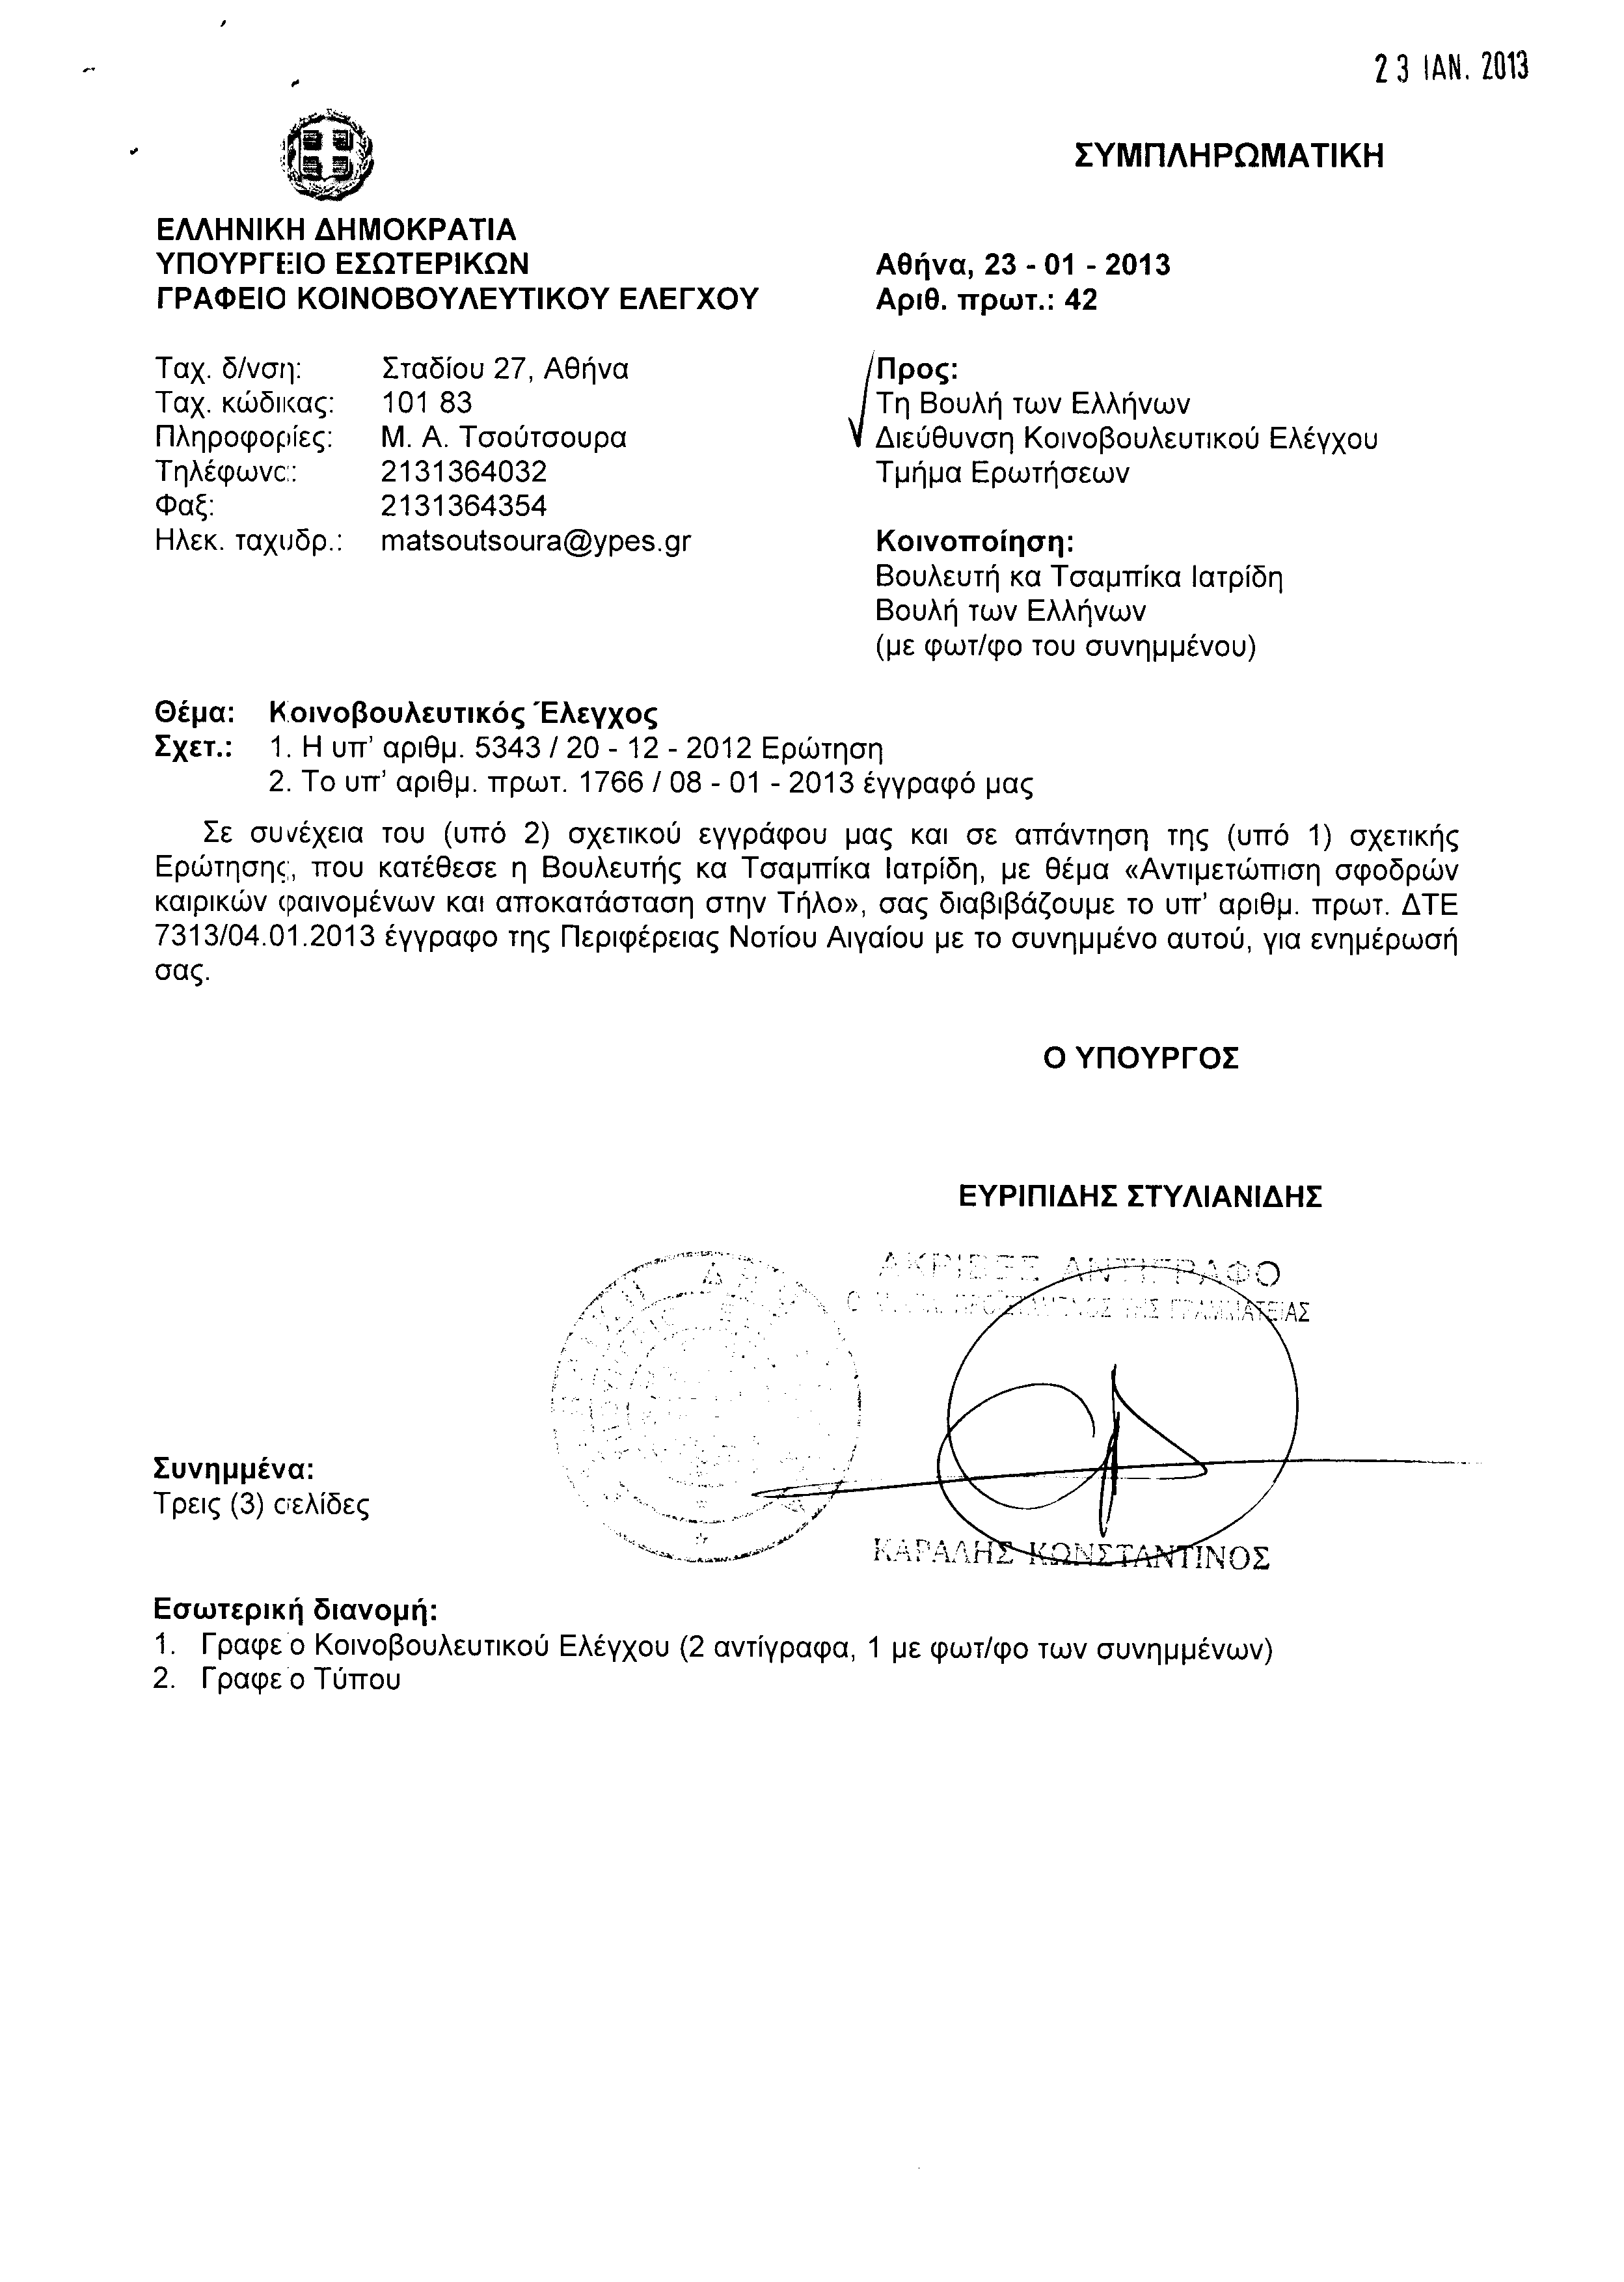 23 ΙΑΝ. 2013
ΣΥΜΠΛΗΡΩΜΑΤΙΚΗ
ΕΛΛΗΝΙΚΗ ΔΗΜΟΚΡΑΤΙΑ
ΥΠΟΥΡΓΕΙΟ ΕΣΩΤΕΡΙΚΩΝ
ΓΡΑΦΕΙΟ ΚΟΙΝΟΒΟΥΛΕΥΤΙΚΟΥ ΕΛΕΓΧΟΥ
Αθήνα, 23 - 01 - 2013
Αριθ. πρωτ.: 42
Ταχ. δ/νση: Σταδίου 27, Αθήνα
Ταχ. κώδικας: 101 83
Πληροφορίες: Μ. Α. Τσούτσουρα
Τηλέφωνο: 2131364032
Φαξ: 2131364354
Ηλεκ. ταχυδρ.: matsoutsoura@ypes.gr
Προς:
Τη Βουλή των Ελλήνων
Διεύθυνση Κοινοβουλευτικού Ελέγχου
Τμήμα Ερωτήσεων
Κοινοποίηση:
Βουλευτή κα Τσαμπίκα Ιατρίδη
Βουλή των Ελλήνων
(με φωτ/φο του συνημμένου)
Θέμα: Κοινοβουλευτικός Έλεγχος
Σχετ.: 1. Η υπ’ αριθμ. 5343 / 20 - 12 - 2012 Ερώτηση
2. Το υπ’ αριθμ. πρωτ. 1766 / 08 - 01 - 2013 έγγραφό μας
Σε συνέχεια του (υπό 2) σχετικού εγγράφου μας και σε απάντηση της (υπό 1) σχετικής
Ερώτησης, που κατέθεσε η Βουλευτής κα Τσαμπίκα Ιατρίδη, με θέμα «Αντιμετώπιση σφοδρών
καιρικών φαινομένων και αποκατάσταση στην Τήλο», σας διαβιβάζουμε το υπ’ αριθμ. πρωτ. ΔΤΕ
7313/04.01.2013 έγγραφο της Περιφέρειας Νοτίου Αιγαίου με το συνημμένο αυτού, για ενημέρωσή
σας.
Ο ΥΠΟΥΡΓΟΣ
ΕΥΡΙΠΙΔΗΣ ΣΤΥΛΙΑΝΙΔΗΣ
ΑΚΡΙΒΕΣ ΑΝΤΙΓΡΑΦΟ
ΤΗΣ ΓΡΑΜΜΑΤΕΙΑΣ
ΚΑΡΑΛΗΣ ΚΩΝΣΤΑΝΤΙΝΟΣ
Συνημμένα:
Τρεις (3) σελίδες
Εσωτερική διανομή:
1. Γραφείο Κοινοβουλευτικού Ελέγχου (2 αντίγραφα, 1 με φωτ/φο των συνημμένων)
2. Γραφείο Τύπου